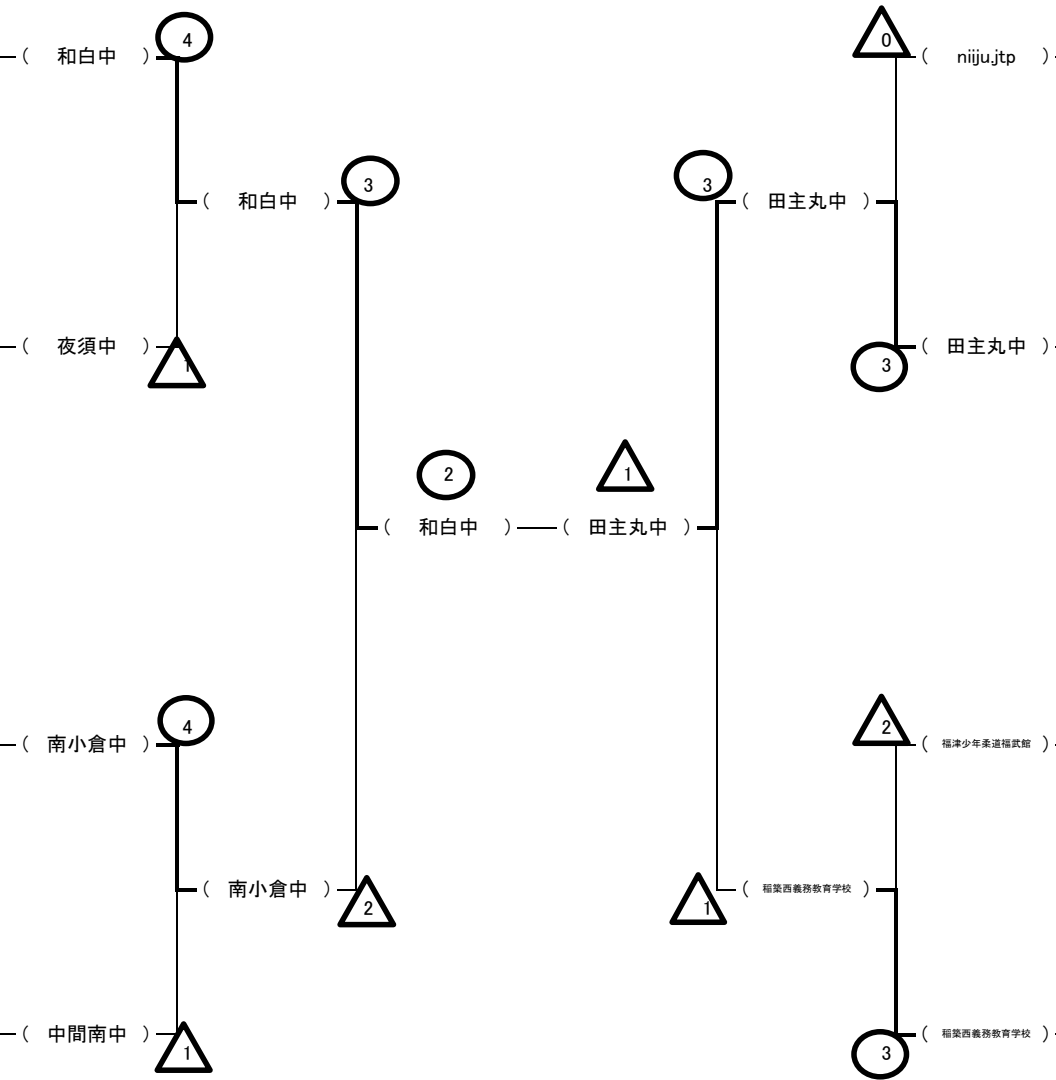 4
0
( 和白中 )
( niiju.jtp )
3
3
( 和白中 )
( 田主丸中 )
( 夜須中 )
( 田主丸中 )
1
3
2
1
( 和白中 )
( 田主丸中 )
4
2
( 南小倉中 )
( 福津少年柔道福武館 )
( 南小倉中 )
( 稲築西義務教育学校 )
2
1
( 中間南中 )
( 稲築西義務教育学校 )
1
3